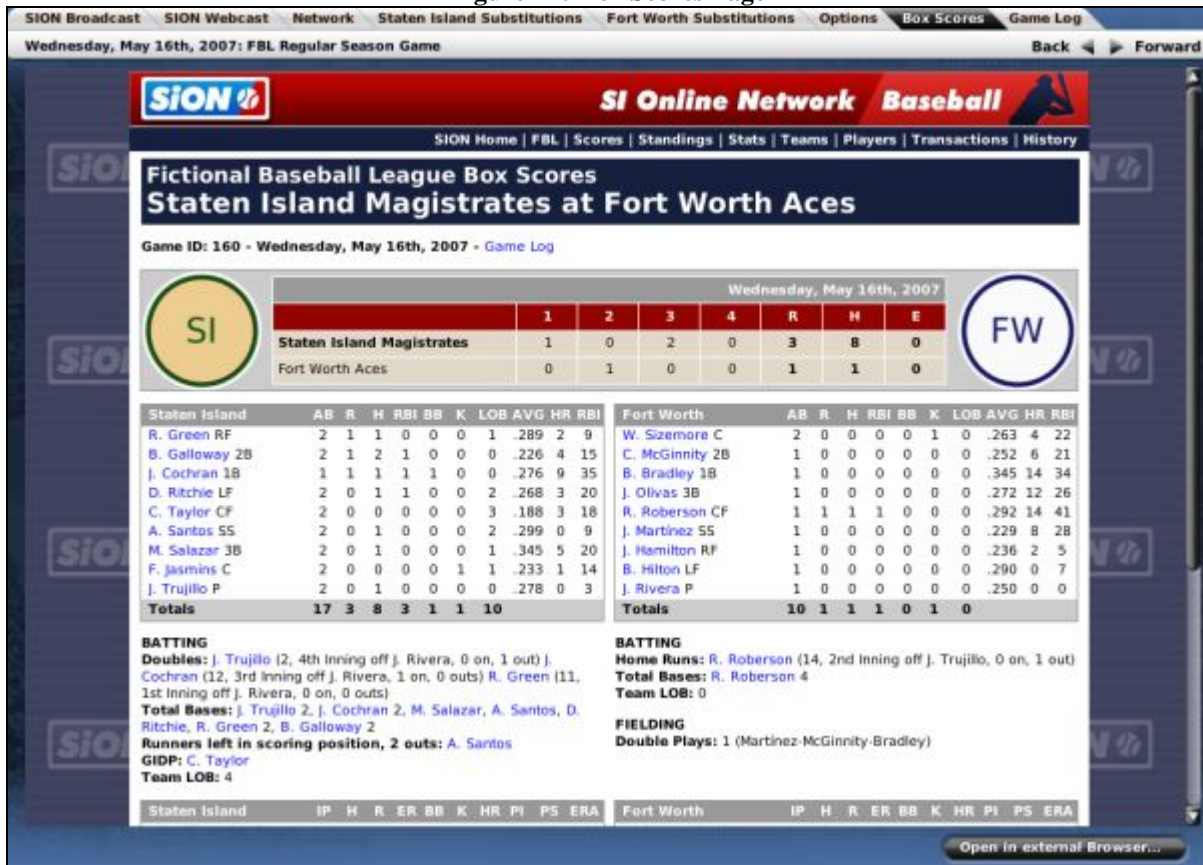 SION Broadcast SION Webcast Network Staten Island Substitutions Fort Worth Substitutions Options Box Scores Game Log
Wednesday, May 16th, 2007: FBL Regular Season Game Back Forward
SiON SI Online Network Baseball
SION Home | FBL | Scores | Standings | Stats | Teams | Players | Transactions | History
Fictional Baseball League Box Scores
Staten Island Magistrates at Fort Worth Aces
Game ID: 160 - Wednesday, May 16th, 2007 - Game Log
SI
Wednesday, May 16th, 2007
1 2 3 4 R H E
Staten Island Magistrates 1 0 2 0 3 8 0
Fort Worth Aces 0 1 0 0 1 1 0
FW
Staten Island AB R H RBI BB K LOB AVG HR RBI
R. Green RF 2 1 1 0 0 0 1 .289 2 9
B. Galloway 2B 2 1 2 1 0 0 0 .226 4 15
J. Cochran 1B 1 1 1 1 1 0 0 .276 9 35
D. Ritchie LF 2 0 1 1 0 0 2 .268 3 20
C. Taylor CF 2 0 0 0 0 0 3 .188 3 18
A. Santos SS 2 0 1 0 0 0 2 .299 0 9
M. Salazar 3B 2 0 1 0 0 0 1 .345 5 20
F. Jasmins C 2 0 0 0 0 1 1 .233 1 14
J. Trujillo P 2 0 1 0 0 0 0 .278 0 3
Totals 17 3 8 3 1 1 10
Fort Worth AB R H RBI BB K LOB AVG HR RBI
W. Sizemore C 2 0 0 0 0 1 0 .263 4 22
C. McGinnity 2B 1 0 0 0 0 0 0 .252 6 21
B. Bradley 1B 1 0 0 0 0 0 0 .345 14 34
J. Olivas 3B 1 0 0 0 0 0 0 .272 12 26
R. Roberson CF 1 1 1 1 0 0 0 .292 14 41
J. Martínez SS 1 0 0 0 0 0 0 .229 8 28
J. Hamilton RF 1 0 0 0 0 0 0 .236 2 5
B. Hilton LF 1 0 0 0 0 0 0 .290 0 7
J. Rivera P 1 0 0 0 0 0 0 .250 0 0
Totals 10 1 1 1 0 1 0
BATTING
Doubles: J. Trujillo (2, 4th Inning off J. Rivera, 0 on, 1 out) J.
Cochran (12, 3rd Inning off J. Rivera, 1 on, 0 outs) R. Green (11,
1st Inning off J. Rivera, 0 on, 0 outs)
Total Bases: J. Trujillo 2, J. Cochran 2, M. Salazar, A. Santos, D.
Ritchie, R. Green 2, B. Galloway 2
Runners left in scoring position, 2 outs: A. Santos
GIDP: C. Taylor
Team LOB: 4
BATTING
Home Runs: R. Roberson (14, 2nd Inning off J. Trujillo, 0 on, 1 out)
Total Bases: R. Roberson 4
Team LOB: 0
FIELDING
Double Plays: 1 (Martínez-McGinnity-Bradley)
Staten Island IP H R ER BB K HR PI PS ERA
Fort Worth IP H R ER BB K HR PI PS ERA
Open in external Browser...